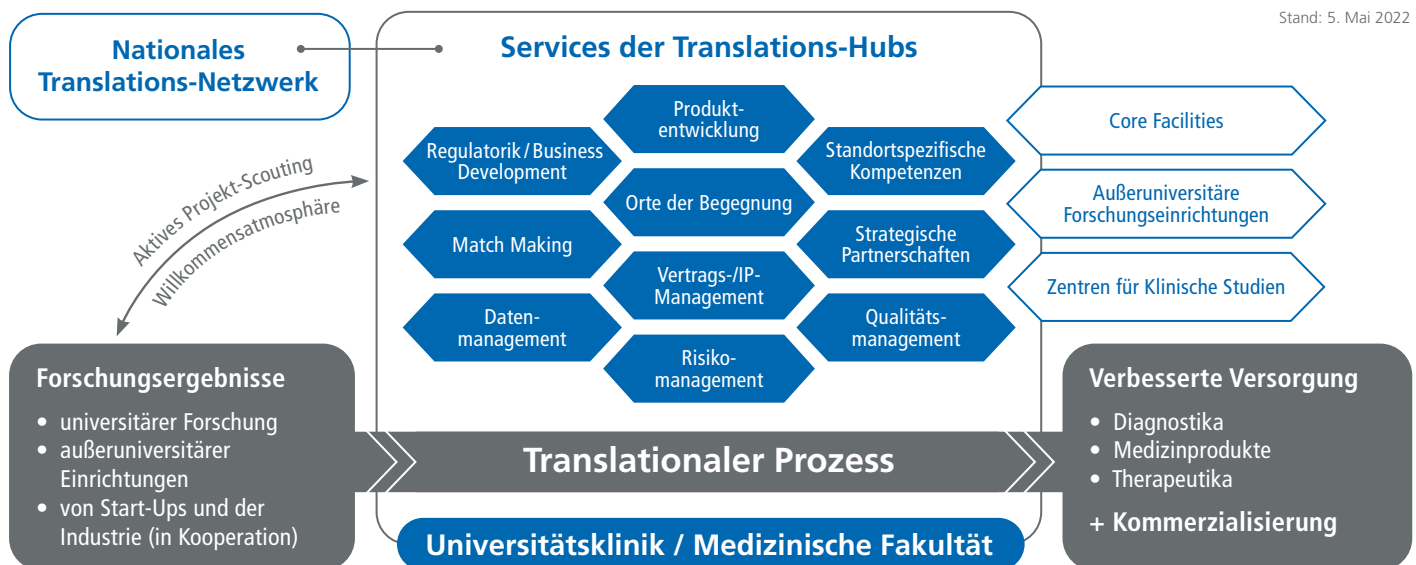 Stand: 5. Mai 2022
Nationales
Translations-Netzwerk
Services der Translations-Hubs
Produkt-
entwicklung
Regulatorik / Business
Development
Standortspezifische
Kompetenzen
Orte der Begegnung
Match Making
Strategische
Partnerschaften
Vertrags-/IP-
Management
Daten-
management
Qualitäts-
management
Risiko-
management
Core Facilities
Außeruniversitäre
Forschungseinrichtungen
Zentren für Klinische Studien
Aktives Projekt-Scouting
Willkommensatmosphäre
Forschungsergebnisse
• universitärer Forschung
• außeruniversitärer
Einrichtungen
• von Start-Ups und der
Industrie (in Kooperation)
Translationaler Prozess
Universitätsklinik / Medizinische Fakultät
Verbesserte Versorgung
• Diagnostika
• Medizinprodukte
• Therapeutika
+ Kommerzialisierung